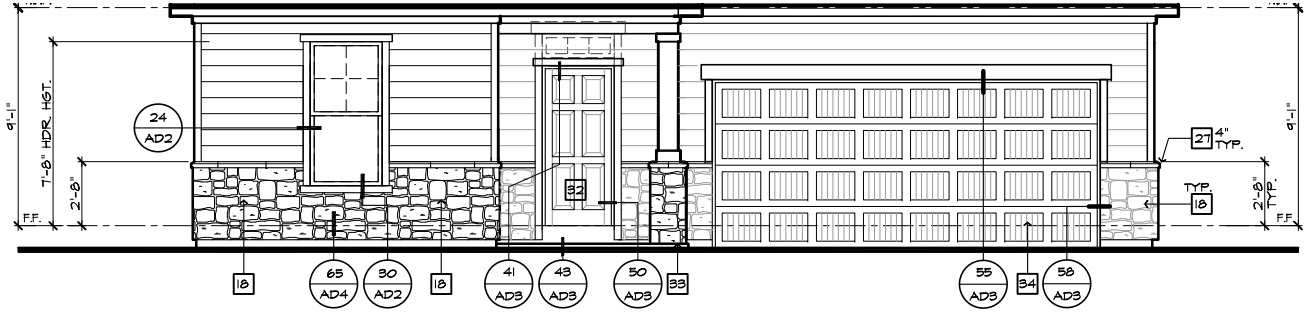 9'-1"
7'-8" HDR. HGT.
2'-8"
F.F.
24
AD2
32
27
4"
TYP.
TYP.
18
2'-8"
TYP.
9'-1"
F.F.
18
65
AD4
30
AD2
18
41
AD3
43
AD3
50
AD3
33
55
AD3
34
58
AD3